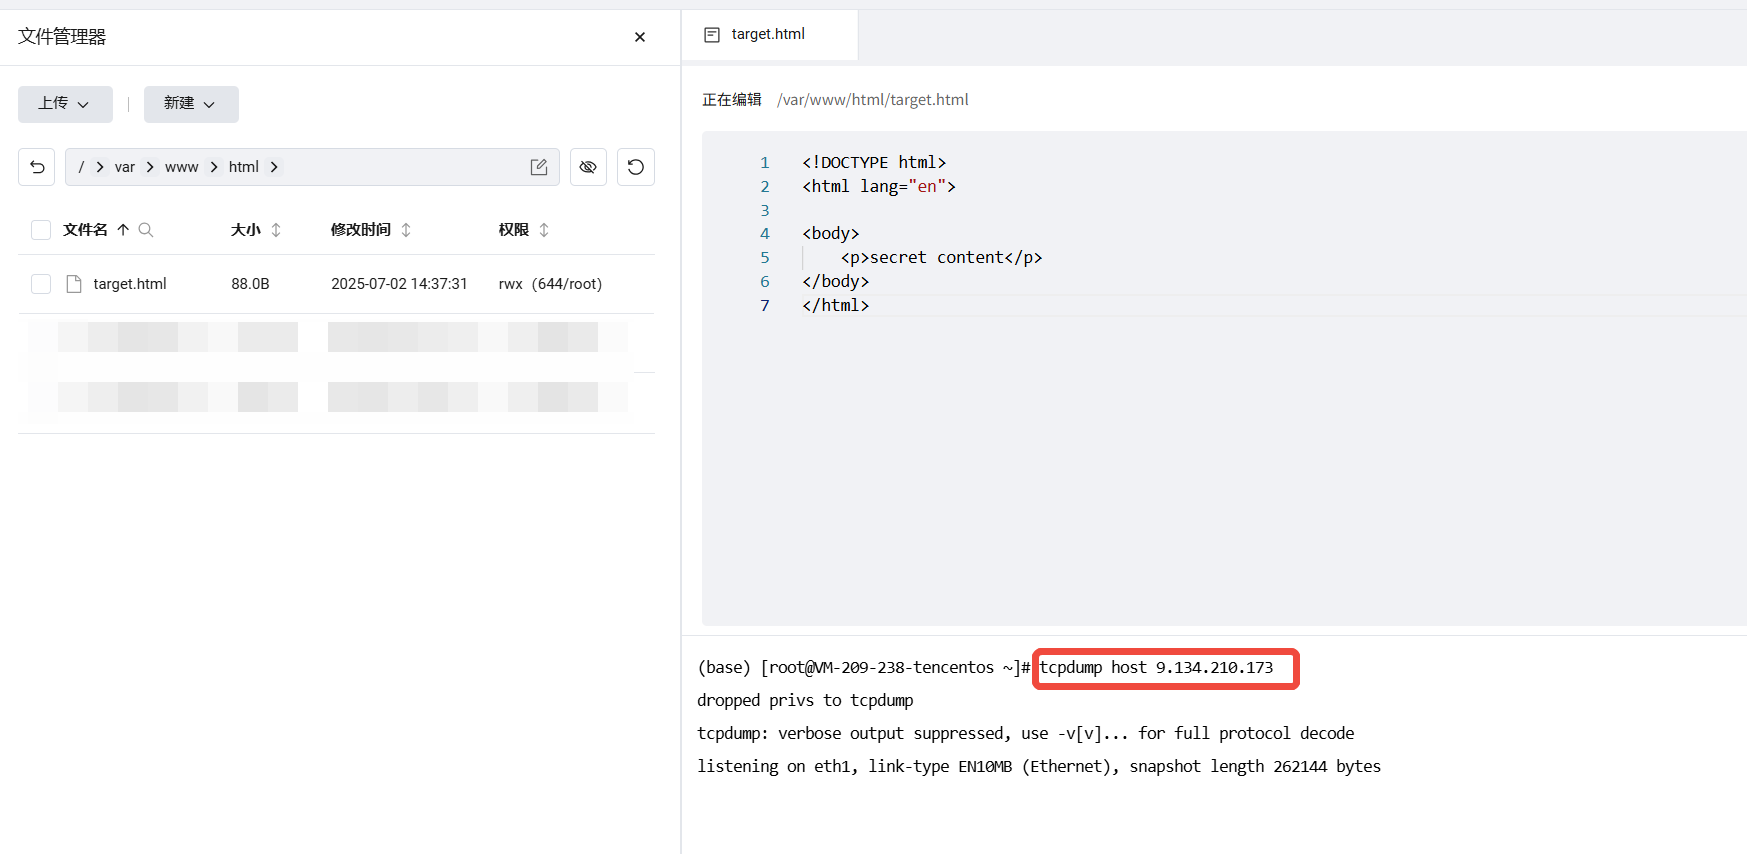 文件管理器
上传
新建
/ > var > www > html >
文件名 大小 修改时间 权限
target.html 88.0B 2025-07-02 14:37:31 rwx (644/root)
target.html
正在编辑 /var/www/html/target.html
1 <!DOCTYPE html>
2 <html lang="en">
3
4 <body>
5 <p>secret content</p>
6 </body>
7 </html>
(base) [root@VM-209-238-tencentos ~]# tcpdump host 9.134.210.173
dropped privs to tcpdump
tcpdump: verbose output suppressed, use -v[v]... for full protocol decode
listening on eth1, link-type EN10MB (Ethernet), snapshot length 262144 bytes